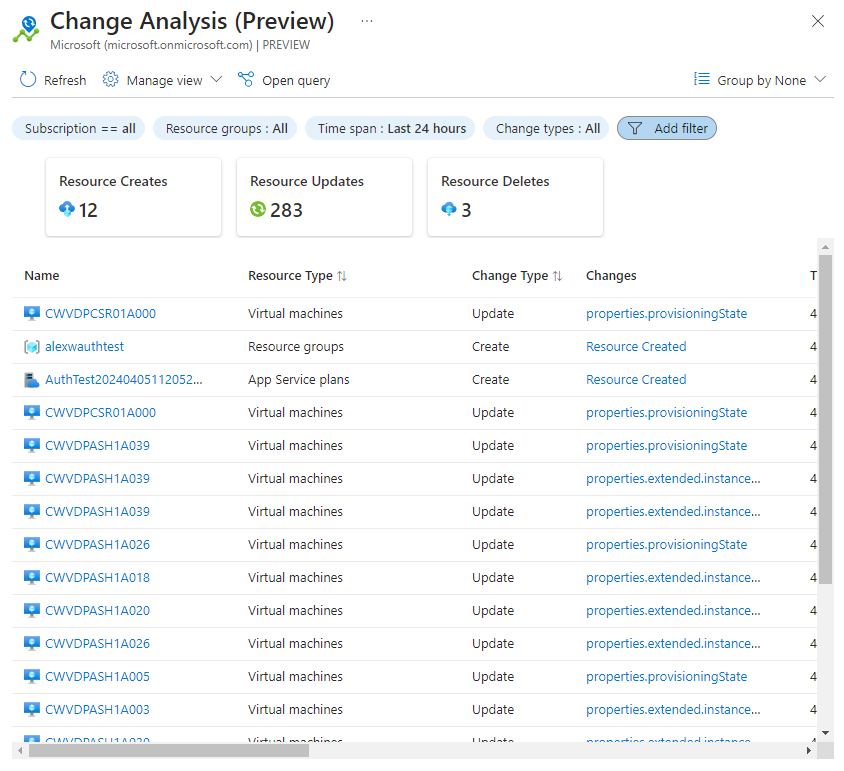 Change Analysis (Preview) ...
Microsoft (microsoft.onmicrosoft.com) | PREVIEW
Refresh Manage view Open query Group by None
Subscription == all Resource groups : All Time span : Last 24 hours Change types : All Add filter
Resource Creates Resource Updates Resource Deletes
12 283 3
Name Resource Type Change Type Changes T
CWVDPCSR01A000 Virtual machines Update properties.provisioningState 4
alexwauthtest Resource groups Create Resource Created 4
AuthTest20240405112052... App Service plans Create Resource Created 4
CWVDPCSR01A000 Virtual machines Update properties.provisioningState 4
CWVDPASH1A039 Virtual machines Update properties.provisioningState 4
CWVDPASH1A039 Virtual machines Update properties.extended.instance... 4
CWVDPASH1A039 Virtual machines Update properties.extended.instance... 4
CWVDPASH1A026 Virtual machines Update properties.provisioningState 4
CWVDPASH1A018 Virtual machines Update properties.extended.instance... 4
CWVDPASH1A020 Virtual machines Update properties.extended.instance... 4
CWVDPASH1A026 Virtual machines Update properties.extended.instance... 4
CWVDPASH1A005 Virtual machines Update properties.provisioningState 4
CWVDPASH1A003 Virtual machines Update properties.extended.instance... 4
Virtual machines Update properties.extended.instance... 4